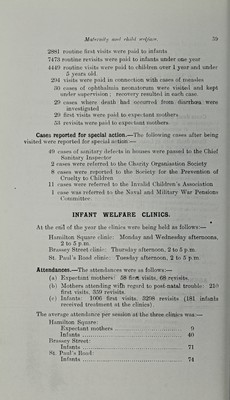 Maternity and child welfare. 59
2881 routine first visits were paid to infants
7473 routine revisits were paid to infants under one year
4449 routine visits were paid to children over 1 year and under
5 years old.
294 visits were paid in connection with cases of measles
50 cases of ophthalmia neonatorum were visited and kept
under supervision: recovery resulted in each case.
29 cases where death had occurred from diarrhœa were
investigated
29 first visits were paid to expectant mothers
53 revisits were paid to expectant mothers
Cases reported for special action.—The following cases after being
visited were reported for special action:—
49 cases of sanitary defects in houses were passed to the Chief
Sanitary Inspector
2 cases were referred to the Charity Organisation Society
8 cases were reported to the Society for the Prevention of
Cruelty to Children
11 cases were referred to the Invalid Children's Association
1 case was referred to the Naval and Military War Pensions
Committee.
INFANT WELFARE CLINICS.
At the end of the year the clinics were being held as follows:—
Hamilton Square clinic: Monday and Wednesday afternoons,
2 to 5 p.m.
Brassey Street clinic: Thursday afternoon, 2 to 5 p.m.
St. Paul's Road clinic: Tuesday afternoon, 2 to 5 p.m.
Attendances.—The attendances were as follows:—
(a) Expectant mothers: 58 first visits, 68 revisits.
(b) Mothers attending with regard to post-natal trouble: 210
first visits, 359 revisits.
(c) Infants: 1006 first visits, 9298 revisits (181 infants
received treatment at the clinics)
The average attendance per session at the three clinics was:—
Hamilton Square:
Expectant mothers 9
Infants 40
Brassey Street:
Infants 71
St. Paul's Road:
Infants 74